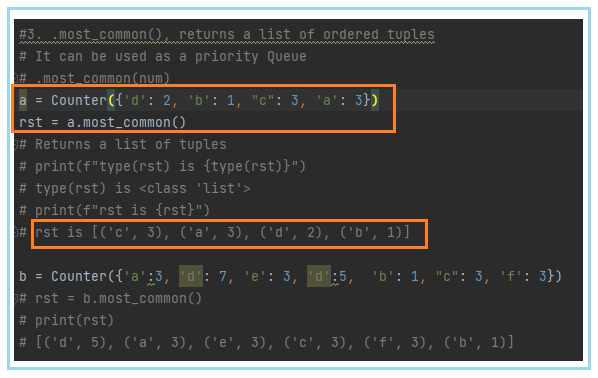 #3. .most_common(), returns a list of ordered tuples
# It can be used as a priority Queue
# .most_common(num)
a = Counter({'d': 2, 'b': 1, "c": 3, 'a': 3})
rst = a.most_common()
# Returns a list of tuples
# print(f"type(rst) is {type(rst)}")
# type(rst) is <class 'list'>
# print(f"rst is {rst}")
# rst is [('c', 3), ('a', 3), ('d', 2), ('b', 1)]
b = Counter({'a':3, 'd': 7, 'e': 3, 'd':5,  'b': 1, "c": 3, 'f': 3})
# rst = b.most_common()
# print(rst)
# [('d', 5), ('a', 3), ('e', 3), ('c', 3), ('f', 3), ('b', 1)]